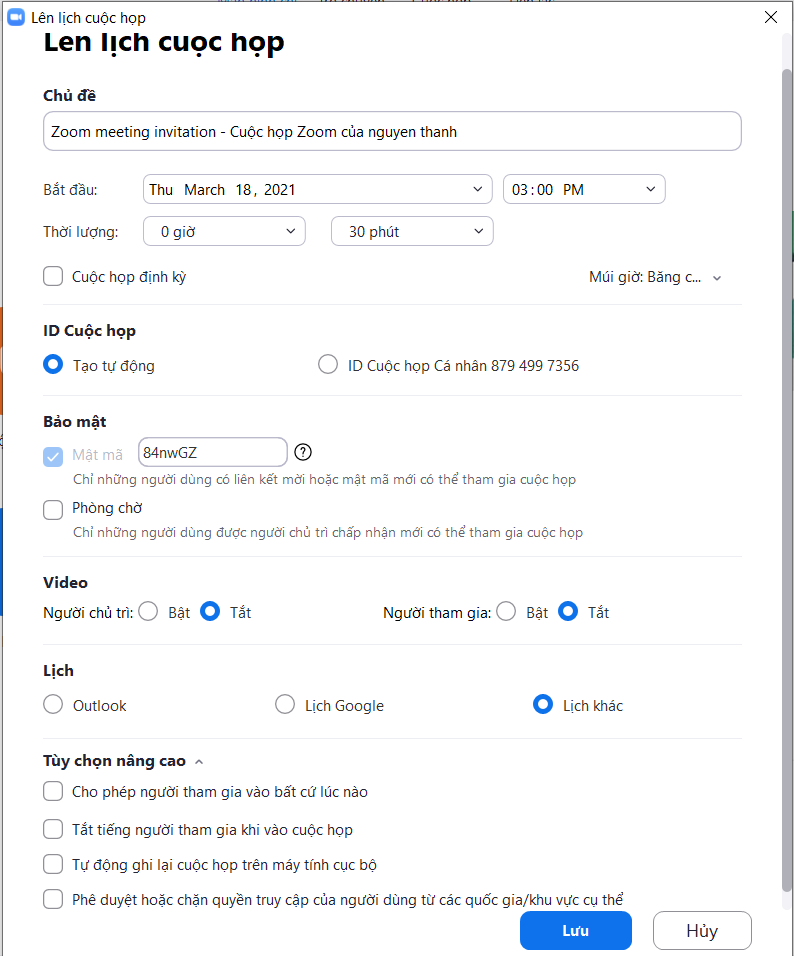 Lên lịch cuộc họp
Lên lịch cuộc họp
Chủ đề
Zoom meeting invitation - Cuộc họp Zoom của nguyen thanh
Bắt đầu: Thu March 18, 2021 03:00 PM
Thời lượng: 0 giờ 30 phút
Cuộc họp định kỳ Múi giờ: Băng c...
ID Cuộc họp
Tạo tự động ID Cuộc họp Cá nhân 879 499 7356
Bảo mật
Mật mã 84nwGZ ?
Chỉ những người dùng có liên kết mời hoặc mật mã mới có thể tham gia cuộc họp
Phòng chờ
Chỉ những người dùng được người chủ trì chấp nhận mới có thể tham gia cuộc họp
Video
Người chủ trì: Bật Tắt Người tham gia: Bật Tắt
Lịch
Outlook Lịch Google Lịch khác
Tùy chọn nâng cao
Cho phép người tham gia vào bất cứ lúc nào
Tắt tiếng người tham gia khi vào cuộc họp
Tự động ghi lại cuộc họp trên máy tính cục bộ
Phê duyệt hoặc chặn quyền truy cập của người dùng từ các quốc gia/khu vực cụ thể
Lưu Hủy